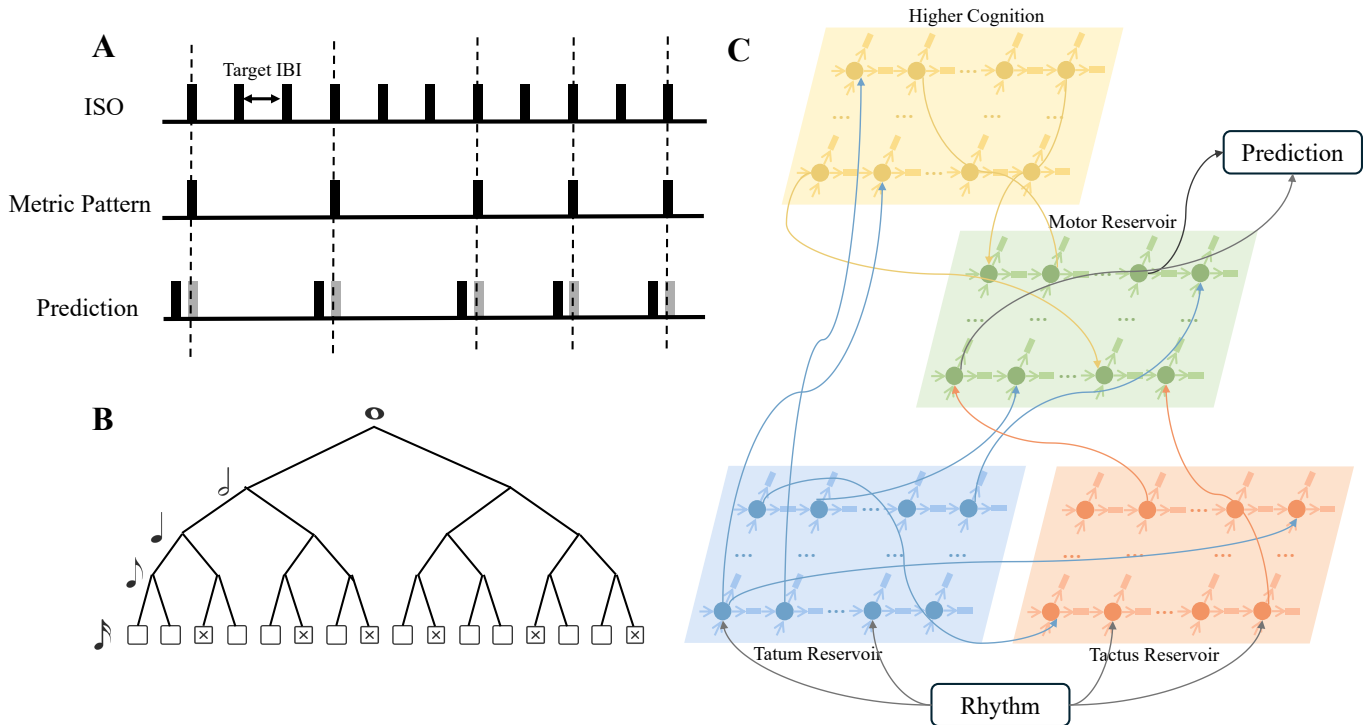 A
Target IBI
ISO
Metric Pattern
Prediction
B
C
Higher Cognition
Prediction
Motor Reservoir
Tatum Reservoir
Tactus Reservoir
Rhythm